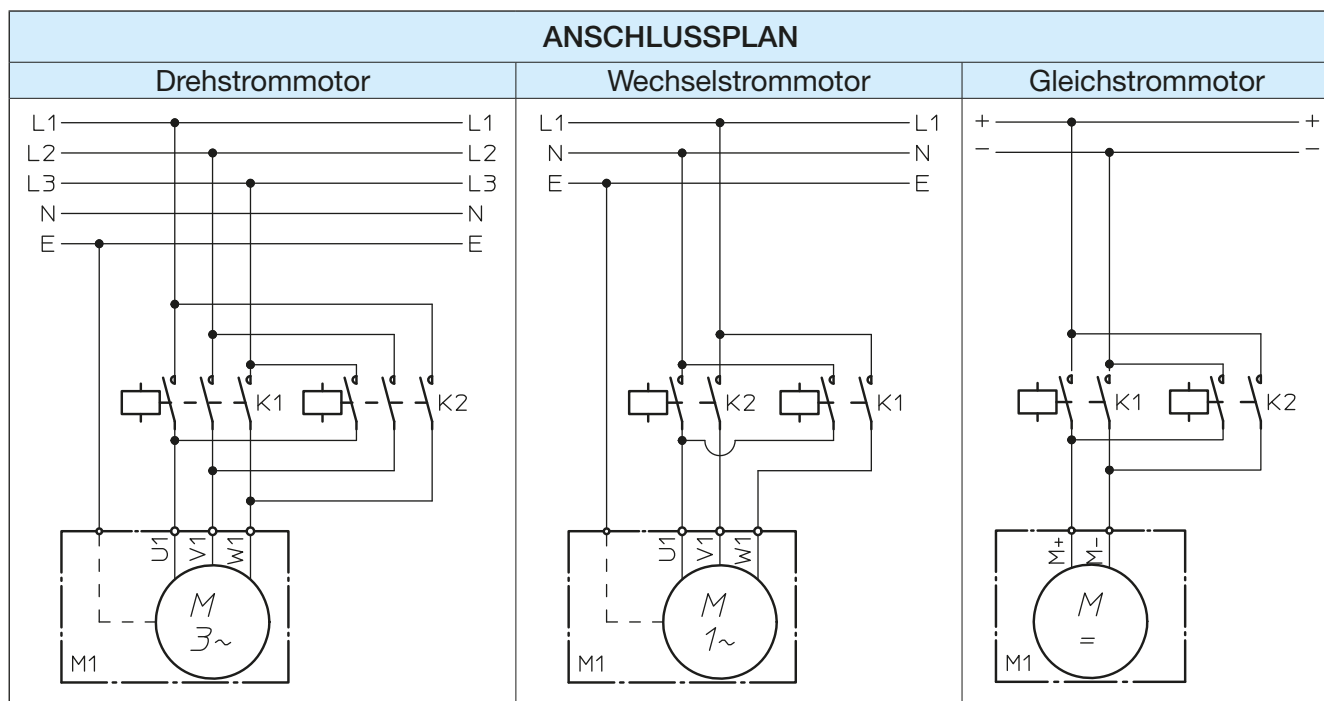 ANSCHLUSSPLAN
Drehstrommotor
L1 L1
L2 L2
L3 L3
N N
E E
K1 K2
U1 V1 W1
M
3~
M1
Wechselstrommotor
L1 L1
N N
E E
K2 K1
U1 V1 W1
M
1~
M1
Gleichstrommotor
+ +
− −
K1 K2
M+ M-
M
=
M1